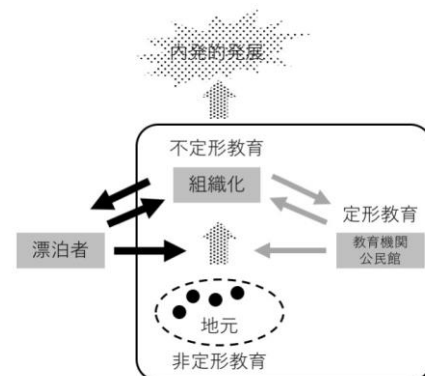 内発的発展
不定形教育
組織化
定形教育
漂泊者
教育機関
公民館
地元
非定形教育